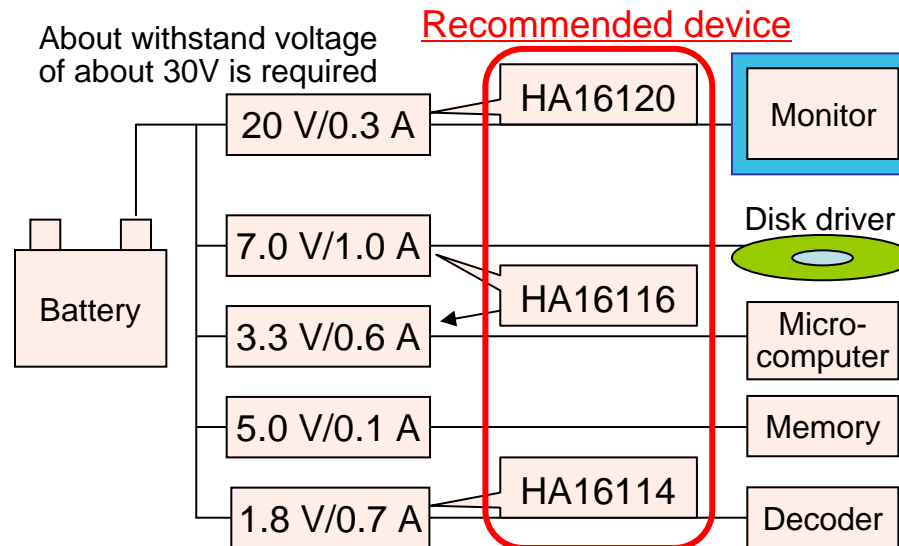 Recommended device
About withstand voltage
of about 30V is required
20 V/0.3 A
HA16120
Monitor
Battery
7.0 V/1.0 A
Disk driver
HA16116
3.3 V/0.6 A
Micro-
computer
5.0 V/0.1 A
Memory
1.8 V/0.7 A
HA16114
Decoder